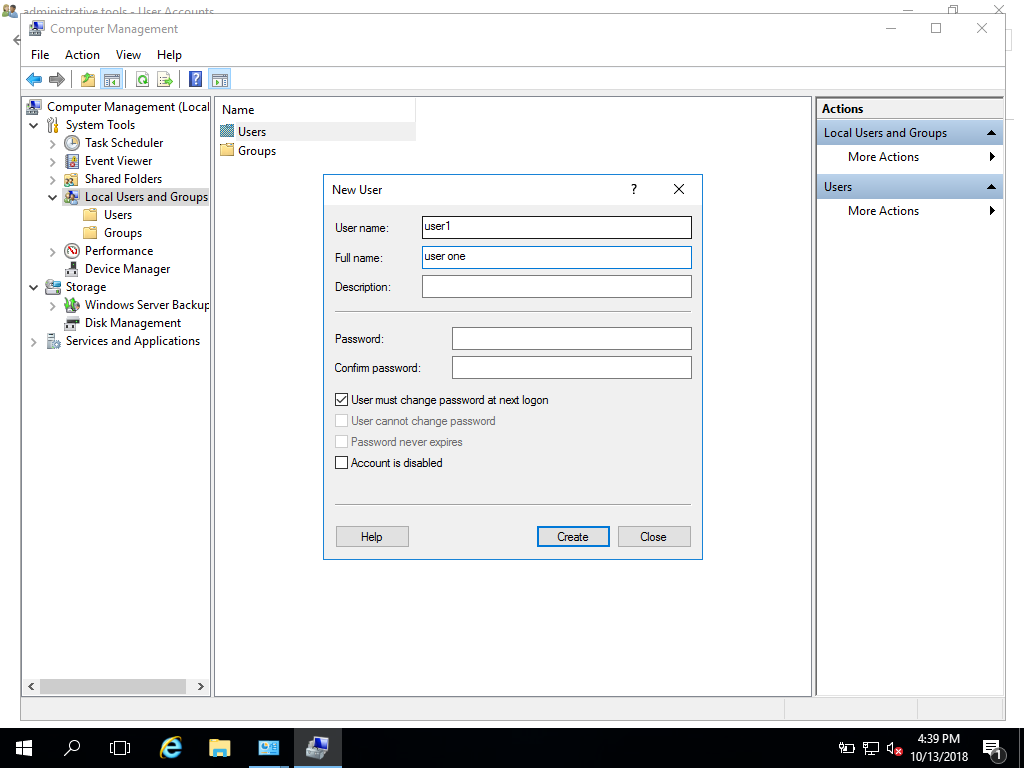 administrative tools - User Accounts
Computer Management
File Action View Help
Computer Management (Local
System Tools
Task Scheduler
Event Viewer
Shared Folders
Local Users and Groups
Users
Groups
Performance
Device Manager
Storage
Windows Server Backup
Disk Management
Services and Applications
Name
Users
Groups
New User
?
User name: user1
Full name: user one
Description:
Password:
Confirm password:
User must change password at next logon
User cannot change password
Password never expires
Account is disabled
Help Create Close
Actions
Local Users and Groups
More Actions
Users
More Actions
4:39 PM
10/13/2018
1